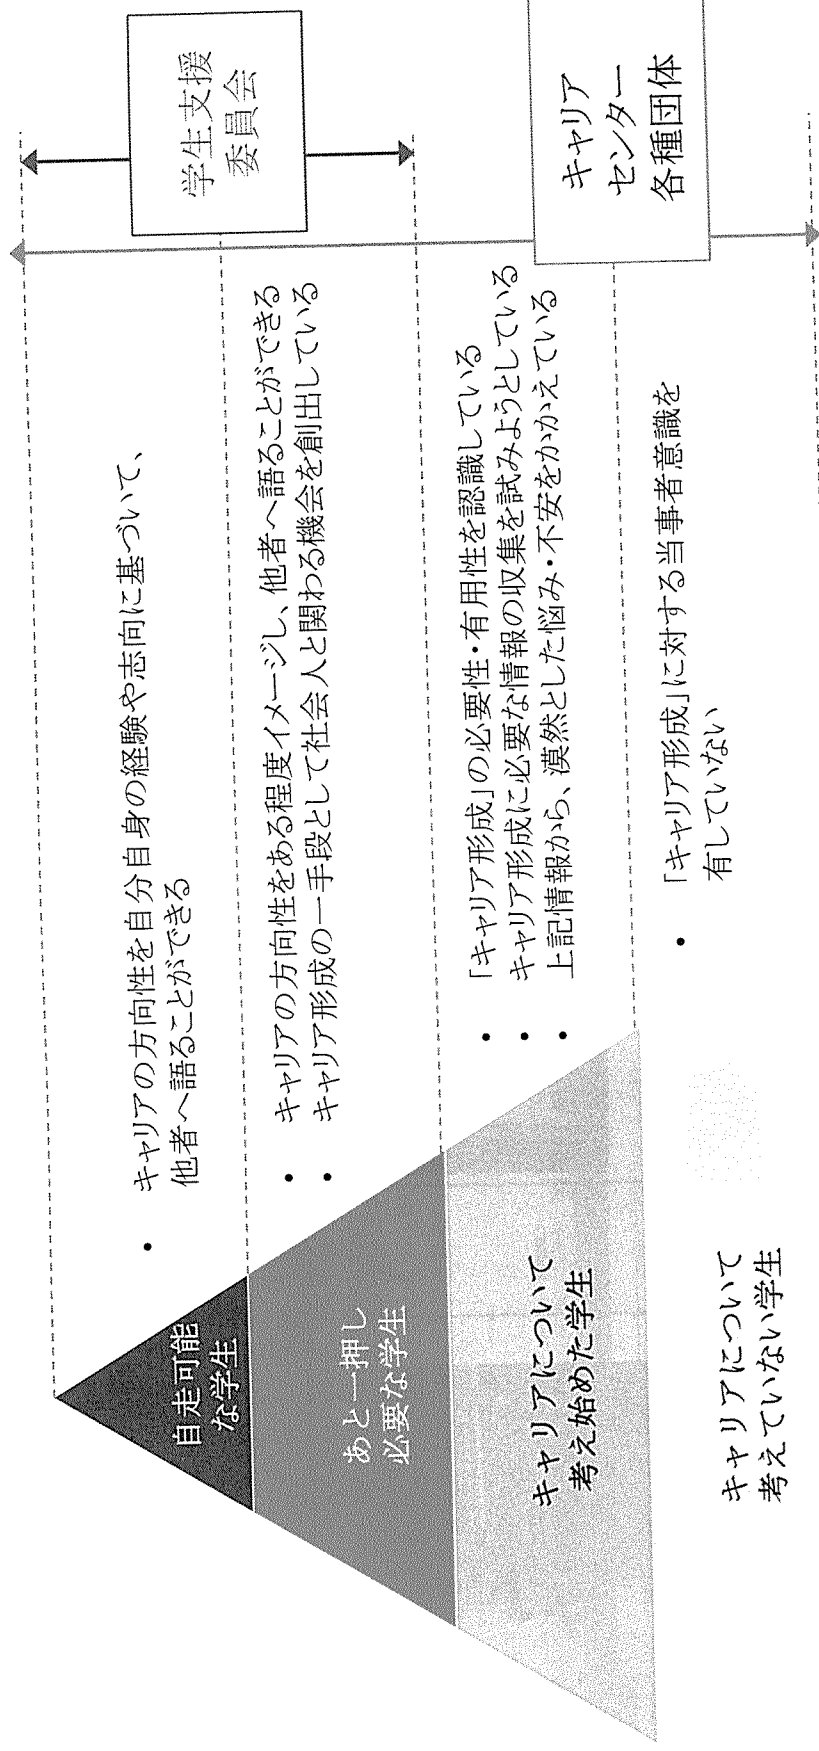 自走可能
な学生
・キャリアの方向性を自分自身の経験や志向に基づいて、
他者へ語ることができる
あと一押し
必要な学生
・キャリアの方向性をある程度イメージし、他者へ語ることができる
・キャリア形成の一手段として社会人と関わる機会を創出している
キャリアについて
考え始めた学生
・「キャリア形成」の必要性・有用性を認識している
・キャリア形成に必要な情報の収集を試みようとしている
・上記情報から、漠然とした悩み・不安をかかえている
キャリアについて
考えていない学生
・「キャリア形成」に対する当事者意識を
有していない
学生支援
委員会
キャリア
センター
各種団体